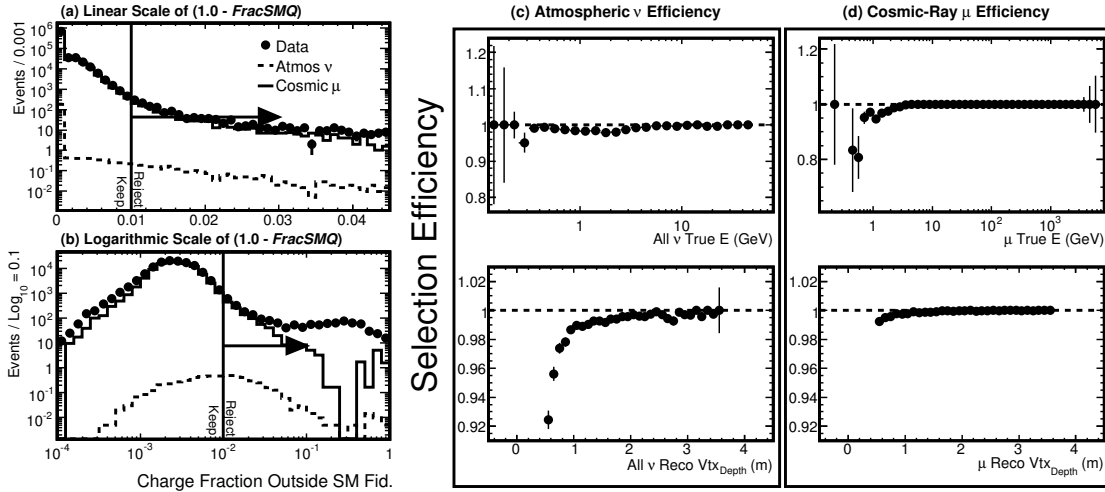 (a) Linear Scale of (1.0 - FracSMQ)
Events / 0.001
10⁶
10⁵
10⁴
10³
10²
10
1
10⁻¹
10⁻²
Data
Atmos ν
Cosmic μ
Keep
Reject
0 0.01 0.02 0.03 0.04
(b) Logarithmic Scale of (1.0 - FracSMQ)
Events / Log₁₀ = 0.1
10⁴
10³
10²
10
1
10⁻¹
10⁻²
Keep
Reject
10⁻⁴ 10⁻³ 10⁻² 10⁻¹ 1
Charge Fraction Outside SM Fid.
Selection Efficiency
(c) Atmospheric ν Efficiency
1.2
1.1
1
0.9
0.8
1 10
All ν True E (GeV)
1.02
1.00
0.98
0.96
0.94
0.92
0 1 2 3 4
All ν Reco Vtx_Depth (m)
(d) Cosmic-Ray μ Efficiency
1.2
1
0.8
1 10 10² 10³
μ True E (GeV)
1.02
1
0.98
0.96
0.94
0.92
0 1 2 3 4
μ Reco Vtx_Depth (m)